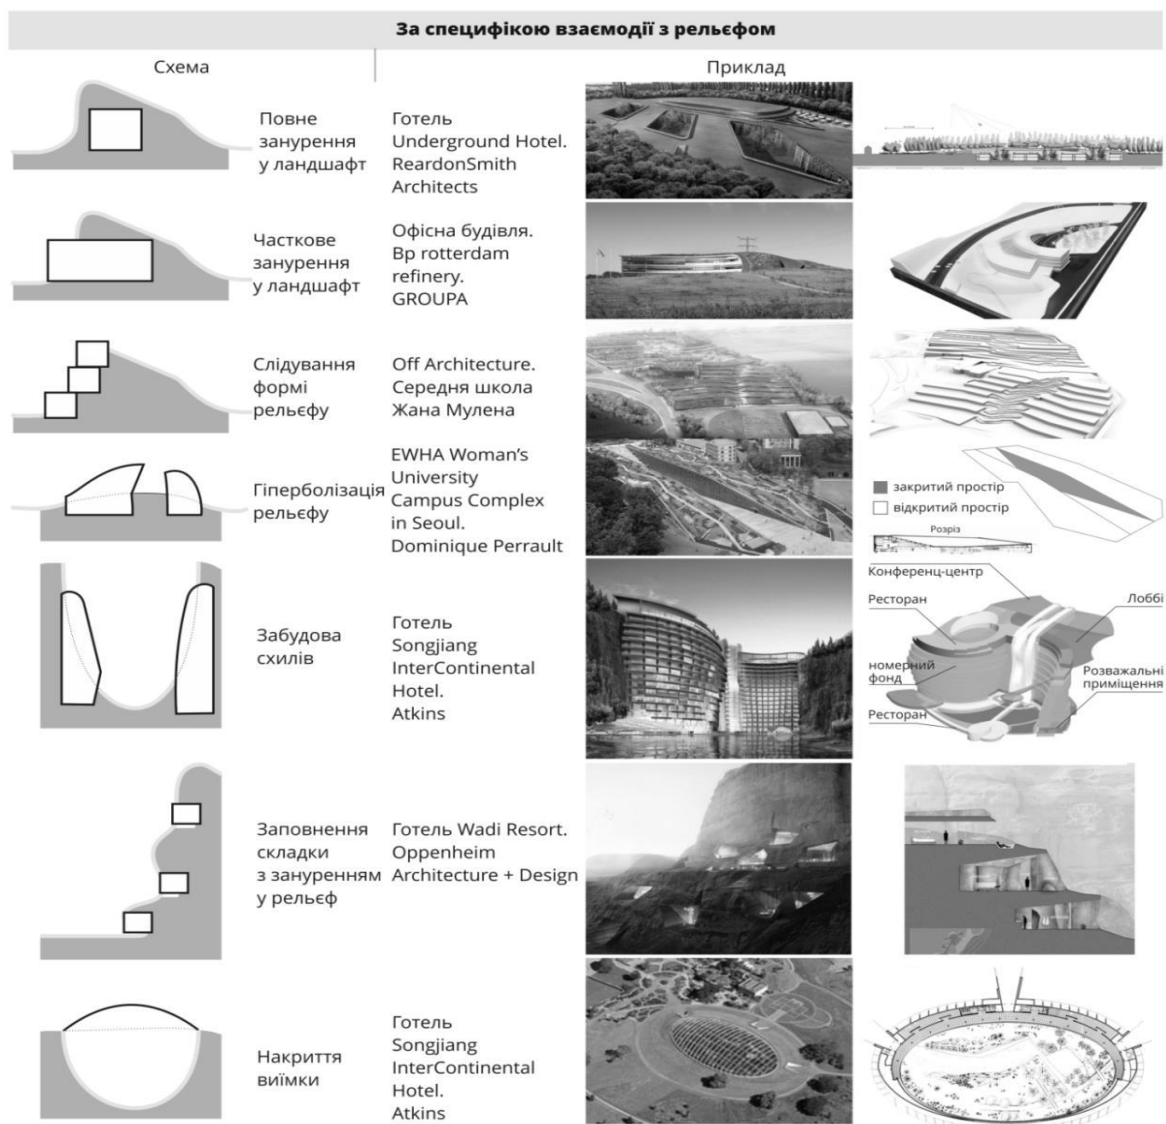 За специфікою взаємодії з рельєфом
Схема
Приклад
Повне
занурення
у ландшафт
Готель
Underground Hotel.
ReardonSmith
Architects
Часткове
занурення
у ландшафт
Офісна будівля.
Bp rotterdam
refinery.
GROUPA
Слідування
формі
рельєфу
Off Architecture.
Середня школа
Жана Мулена
Гіперболізація
рельєфу
EWHA Woman’s
University
Campus Complex
in Seoul.
Dominique Perrault
закритий простір
відкритий простір
Розріз
Забудова
схилів
Готель
Songjiang
InterContinental
Hotel.
Atkins
Конференц-центр
Ресторан
Лоббі
номерний
фонд
Розважальні
приміщення
Ресторан
Заповнення
складки
з зануренням
у рельєф
Готель Wadi Resort.
Oppenheim
Architecture + Design
Накриття
виїмки
Готель
Songjiang
InterContinental
Hotel.
Atkins